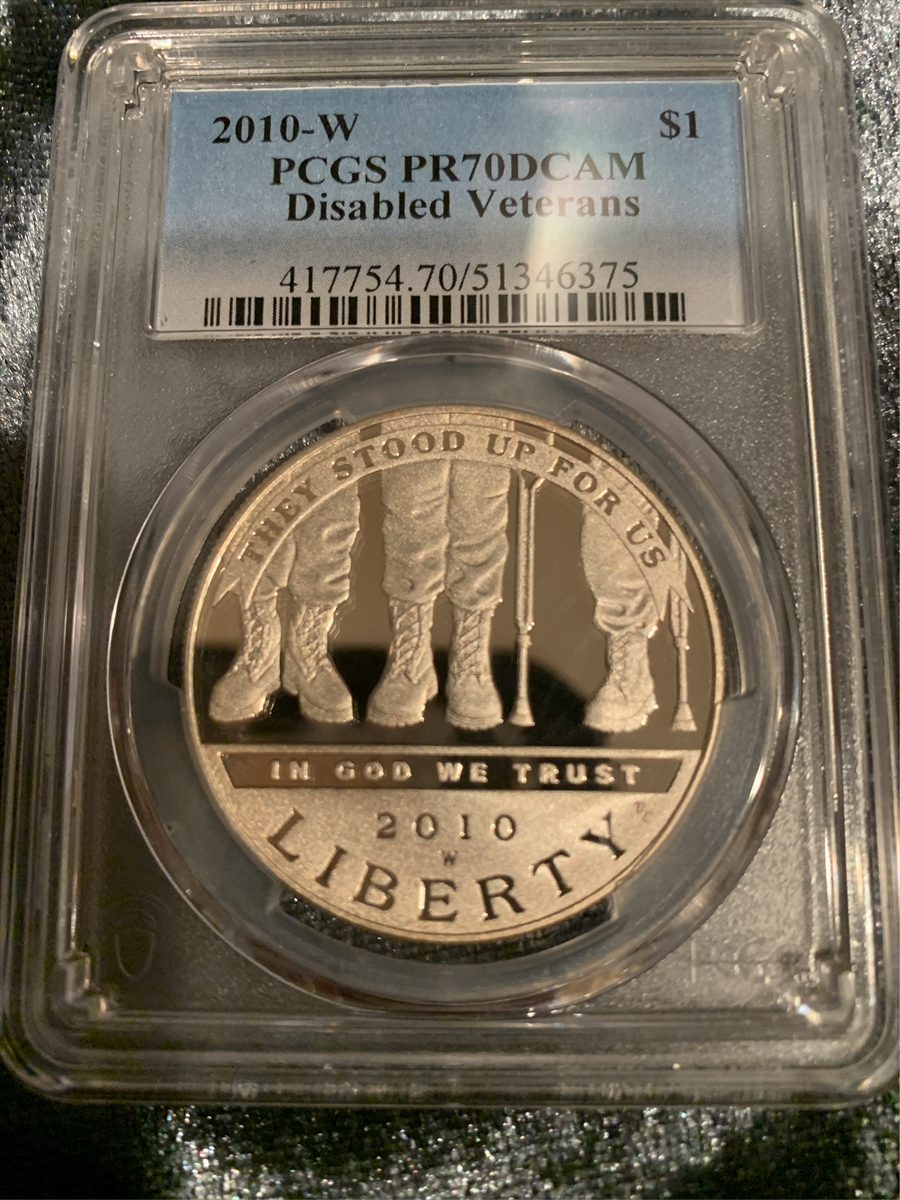 2010-W $1
PCGS PR70DCAM
Disabled Veterans
417754.70/51346375
THEY STOOD UP FOR US
IN GOD WE TRUST
2010
W
LIBERTY